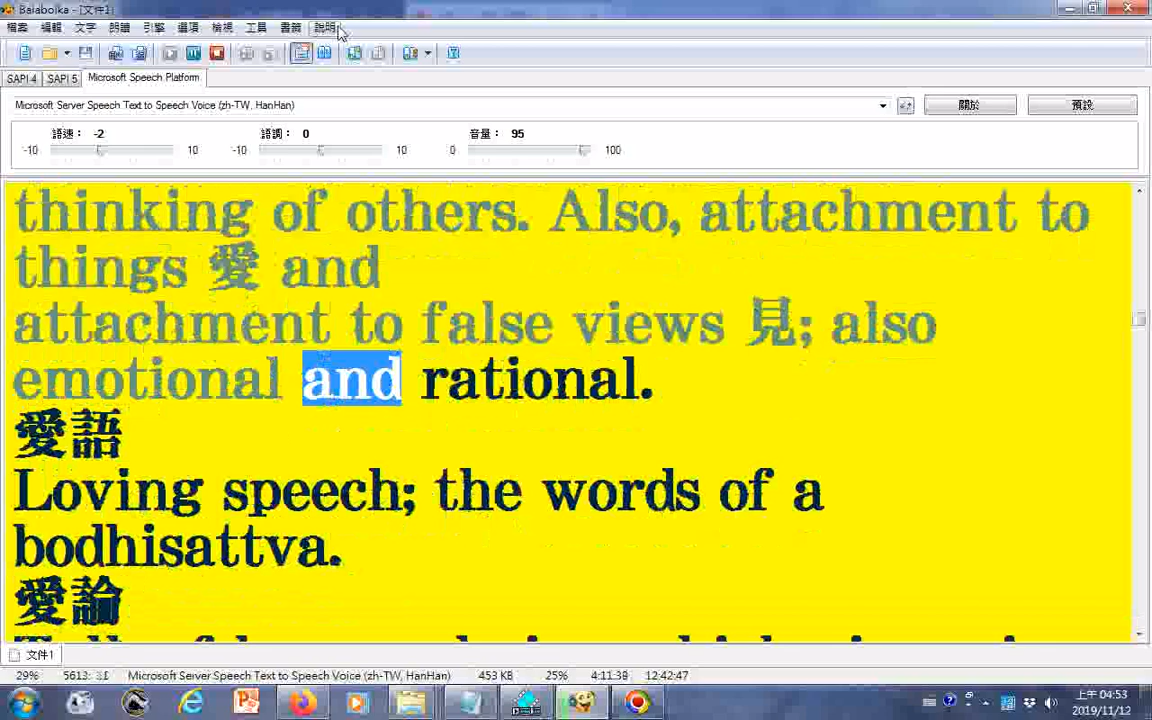 Balabolka - [文件1]
檔案 編輯 文字 朗讀 引擎 選項 檢視 工具 書籤 說明
SAPI 4 SAPI 5 Microsoft Speech Platform
Microsoft Server Speech Text to Speech Voice (zh-TW, HanHan) 關於 預設
語速： -2 語調： 0 音量： 95
-10 10 -10 10 0 100
thinking of others. Also, attachment to
things 愛 and
attachment to false views 見; also
emotional and rational.
愛語
Loving speech; the words of a
bodhisattva.
愛論
文件1
29% Microsoft Server Speech Text to Speech Voice (zh-TW, HanHan) 453 KB 25% 4:11:38 12:42:47
上午 04:53
2019/11/12